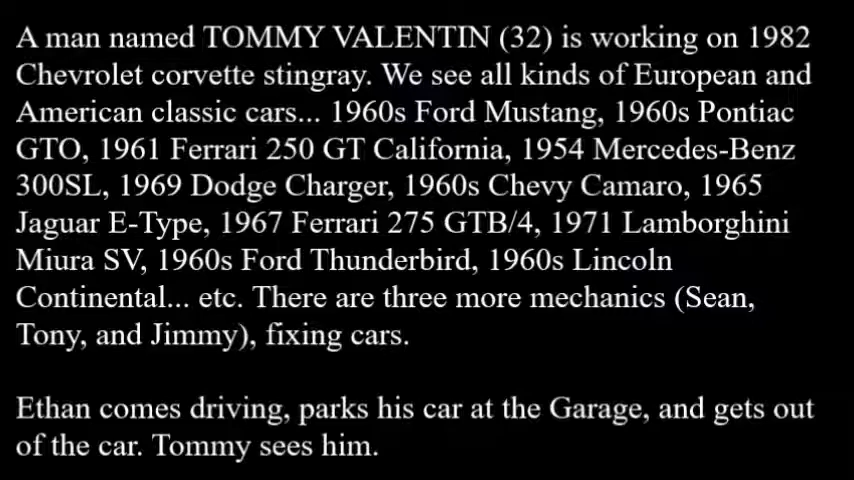 A man named TOMMY VALENTIN (32) is working on 1982
Chevrolet corvette stingray. We see all kinds of European and
American classic cars... 1960s Ford Mustang, 1960s Pontiac
GTO, 1961 Ferrari 250 GT California, 1954 Mercedes-Benz
300SL, 1969 Dodge Charger, 1960s Chevy Camaro, 1965
Jaguar E-Type, 1967 Ferrari 275 GTB/4, 1971 Lamborghini
Miura SV, 1960s Ford Thunderbird, 1960s Lincoln
Continental... etc. There are three more mechanics (Sean,
Tony, and Jimmy), fixing cars.
Ethan comes driving, parks his car at the Garage, and gets out
of the car. Tommy sees him.